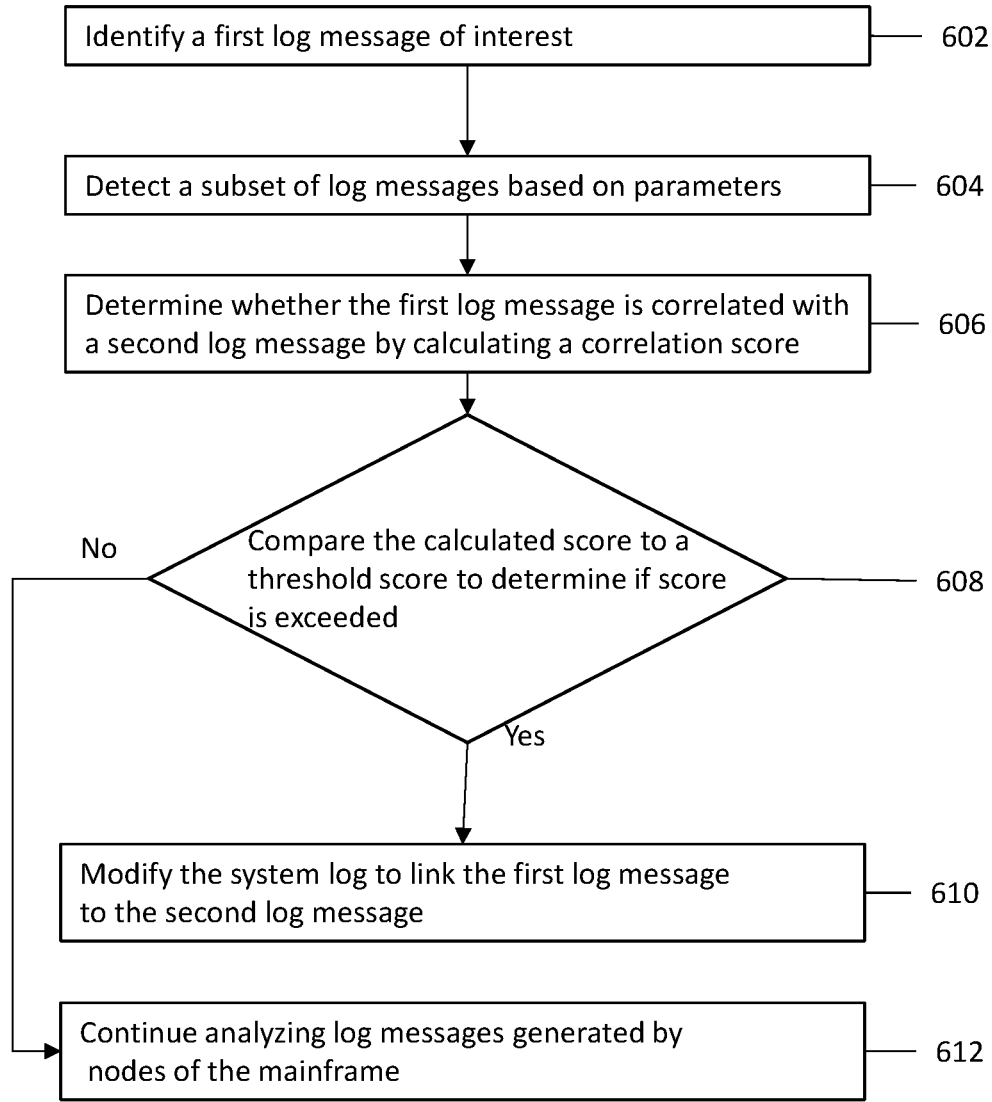 Identify a first log message of interest
602
Detect a subset of log messages based on parameters
604
Determine whether the first log message is correlated with
a second log message by calculating a correlation score
606
No
Compare the calculated score to a
threshold score to determine if score
is exceeded
608
Yes
Modify the system log to link the first log message
to the second log message
610
Continue analyzing log messages generated by
nodes of the mainframe
612